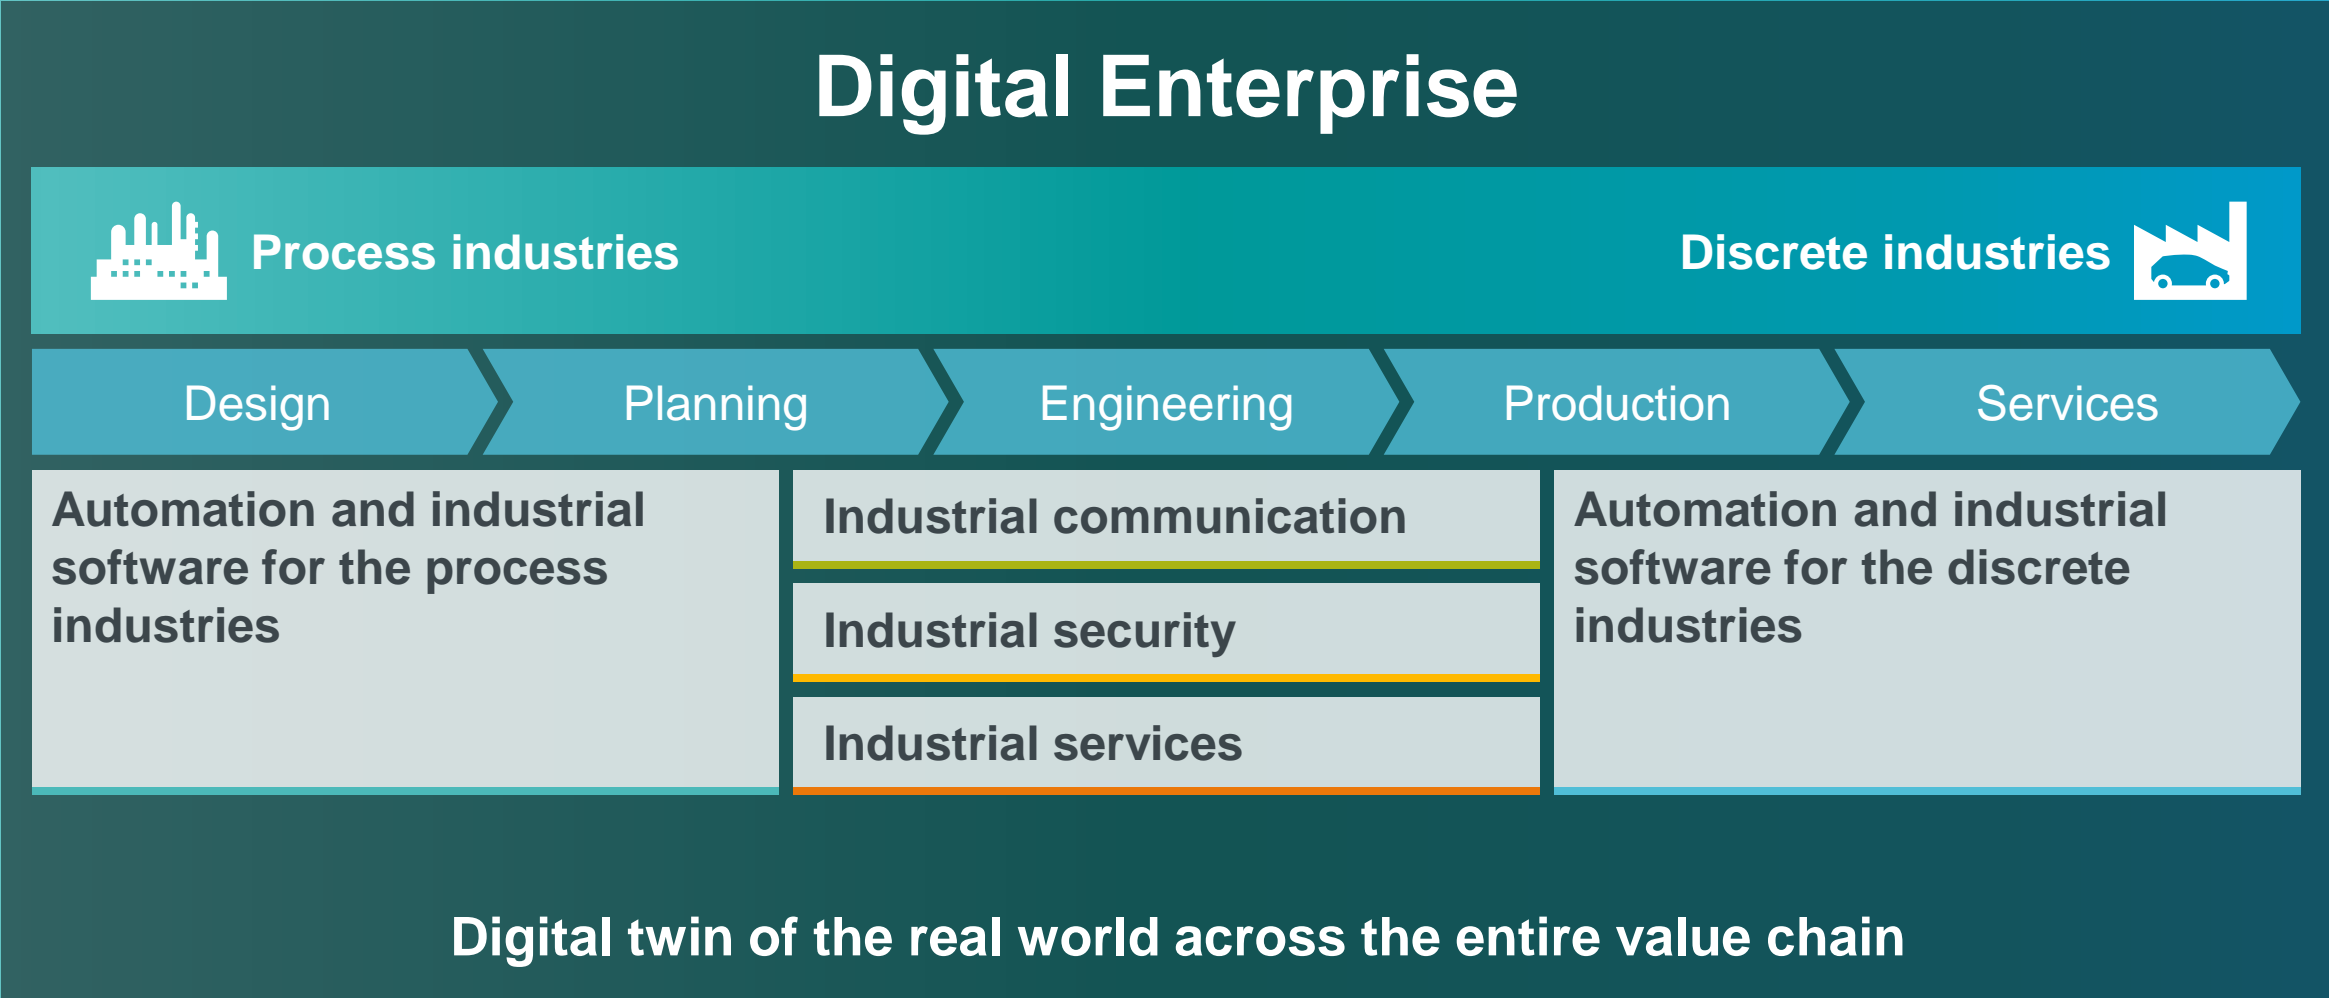 Digital Enterprise
Process industries
Discrete industries
Design
Planning
Engineering
Production
Services
Automation and industrial
software for the process
industries
Industrial communication
Industrial security
Industrial services
Automation and industrial
software for the discrete
industries
Digital twin of the real world across the entire value chain